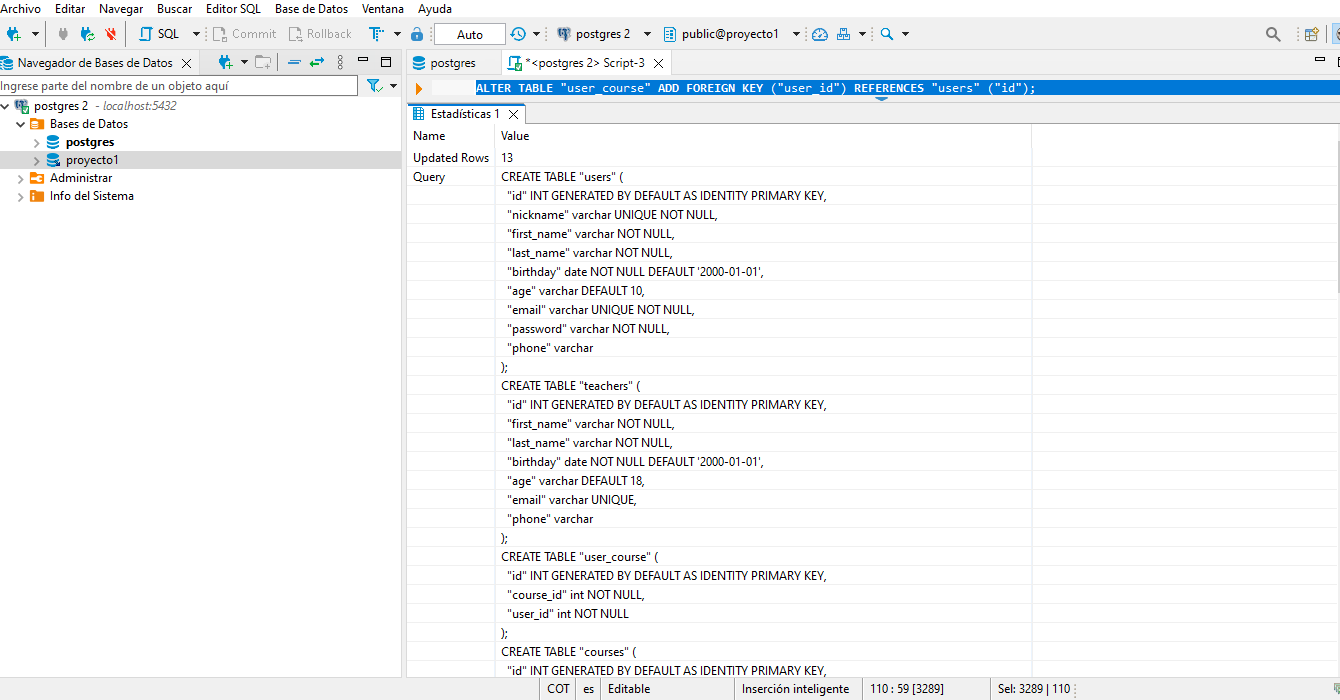 Archivo Editar Navegar Buscar Editor SQL Base de Datos Ventana Ayuda
SQL Commit Rollback Auto postgres 2 public@proyecto1
Navegador de Bases de Datos
Ingrese parte del nombre de un objeto aquí
postgres 2 - localhost:5432
Bases de Datos
postgres
proyecto1
Administrar
Info del Sistema
postgres *<postgres 2> Script-3
ALTER TABLE "user_course" ADD FOREIGN KEY ("user_id") REFERENCES "users" ("id");
Estadísticas 1
Name Value
Updated Rows 13
Query CREATE TABLE "users" (
"id" INT GENERATED BY DEFAULT AS IDENTITY PRIMARY KEY,
"nickname" varchar UNIQUE NOT NULL,
"first_name" varchar NOT NULL,
"last_name" varchar NOT NULL,
"birthday" date NOT NULL DEFAULT '2000-01-01',
"age" varchar DEFAULT 10,
"email" varchar UNIQUE NOT NULL,
"password" varchar NOT NULL,
"phone" varchar
);
CREATE TABLE "teachers" (
"id" INT GENERATED BY DEFAULT AS IDENTITY PRIMARY KEY,
"first_name" varchar NOT NULL,
"last_name" varchar NOT NULL,
"birthday" date NOT NULL DEFAULT '2000-01-01',
"age" varchar DEFAULT 18,
"email" varchar UNIQUE,
"phone" varchar
);
CREATE TABLE "user_course" (
"id" INT GENERATED BY DEFAULT AS IDENTITY PRIMARY KEY,
"course_id" int NOT NULL,
"user_id" int NOT NULL
);
CREATE TABLE "courses" (
"id" INT GENERATED BY DEFAULT AS IDENTITY PRIMARY KEY,
COT es Editable Inserción inteligente 110 : 59 [3289] Sel: 3289 | 110